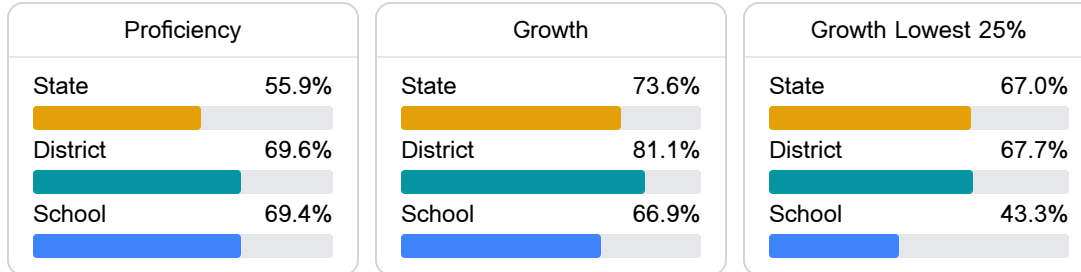 Proficiency
State 55.9%
District 69.6%
School 69.4%
Growth
State 73.6%
District 81.1%
School 66.9%
Growth Lowest 25%
State 67.0%
District 67.7%
School 43.3%